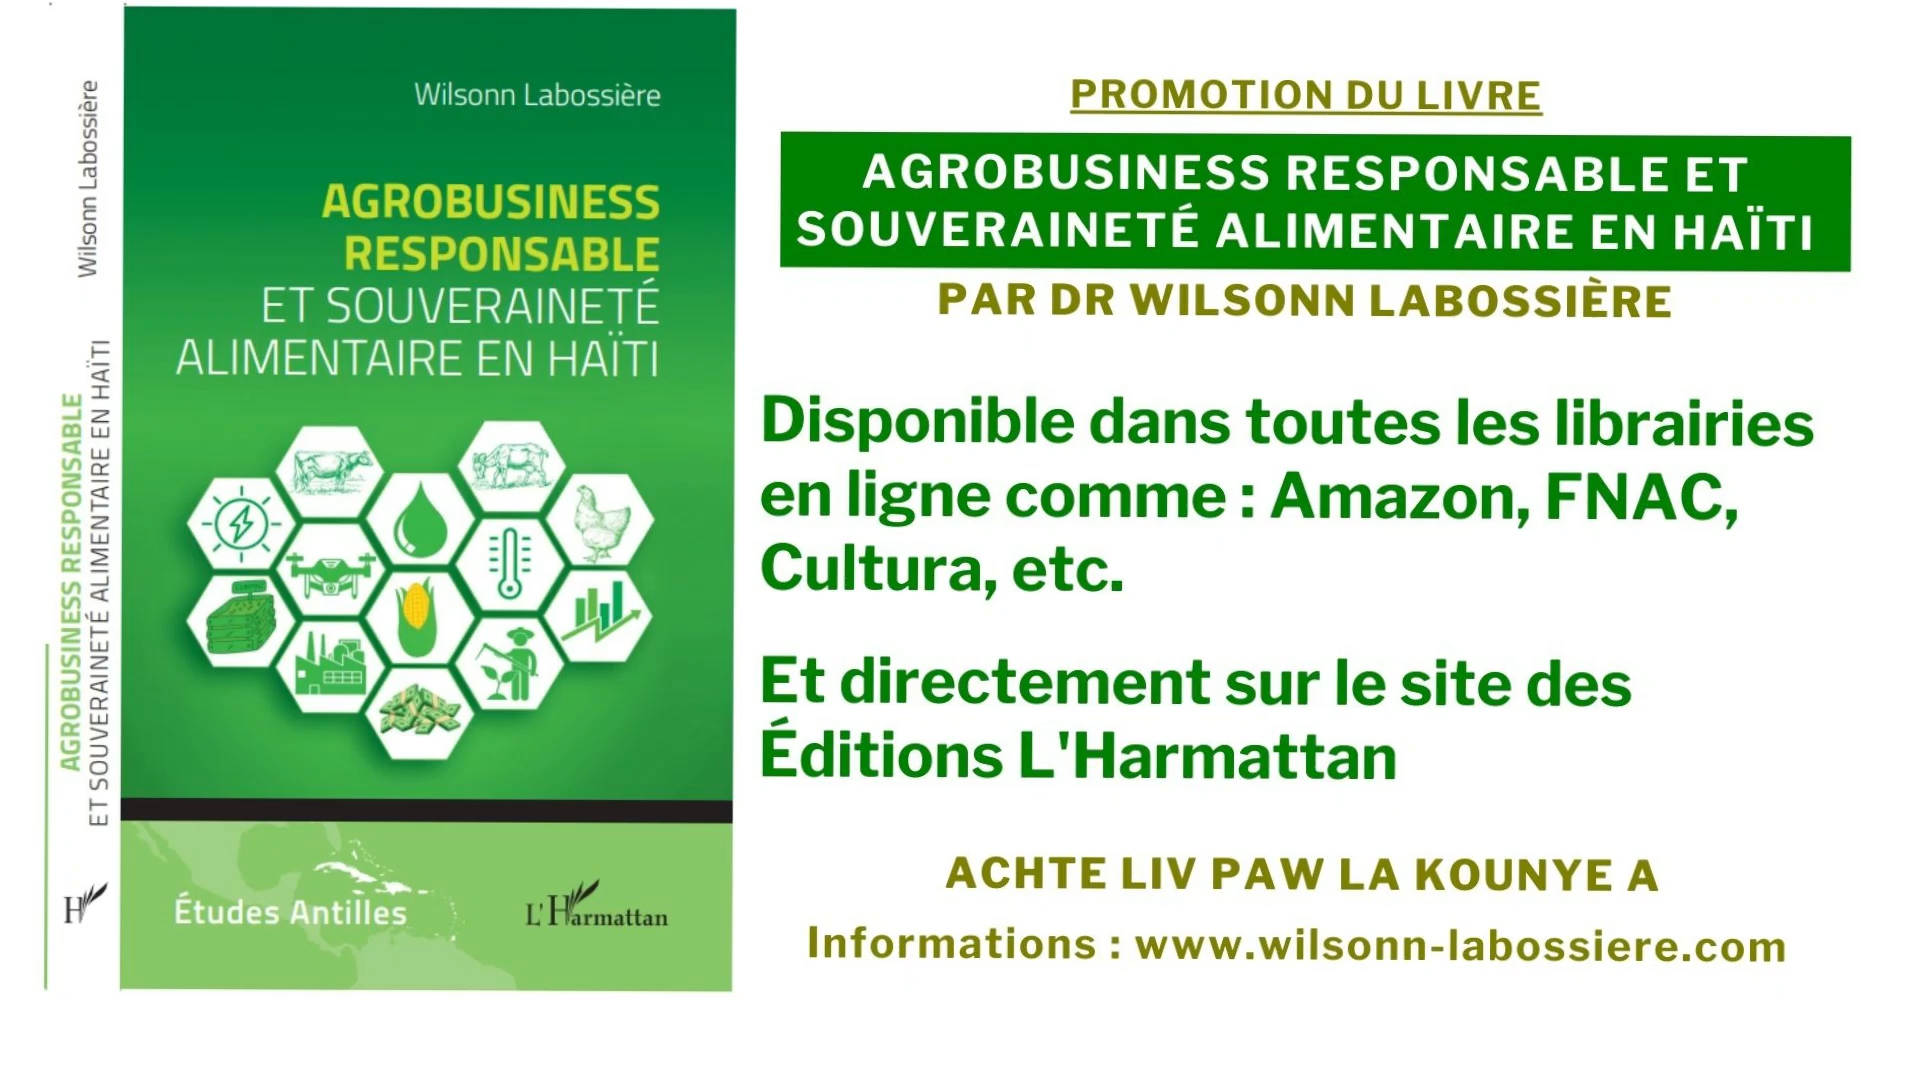 Wilsonn Labossière
AGROBUSINESS RESPONSABLE
ET SOUVERAINETÉ ALIMENTAIRE EN HAÏTI
H
Wilsonn Labossière
AGROBUSINESS
RESPONSABLE
ET SOUVERAINETÉ
ALIMENTAIRE EN HAÏTI
Études Antilles
L'Harmattan
PROMOTION DU LIVRE
AGROBUSINESS RESPONSABLE ET
SOUVERAINETÉ ALIMENTAIRE EN HAÏTI
PAR DR WILSONN LABOSSIÈRE
Disponible dans toutes les librairies
en ligne comme : Amazon, FNAC,
Cultura, etc.
Et directement sur le site des
Éditions L'Harmattan
ACHTE LIV PAW LA KOUNYE A
Informations : www.wilsonn-labossiere.com